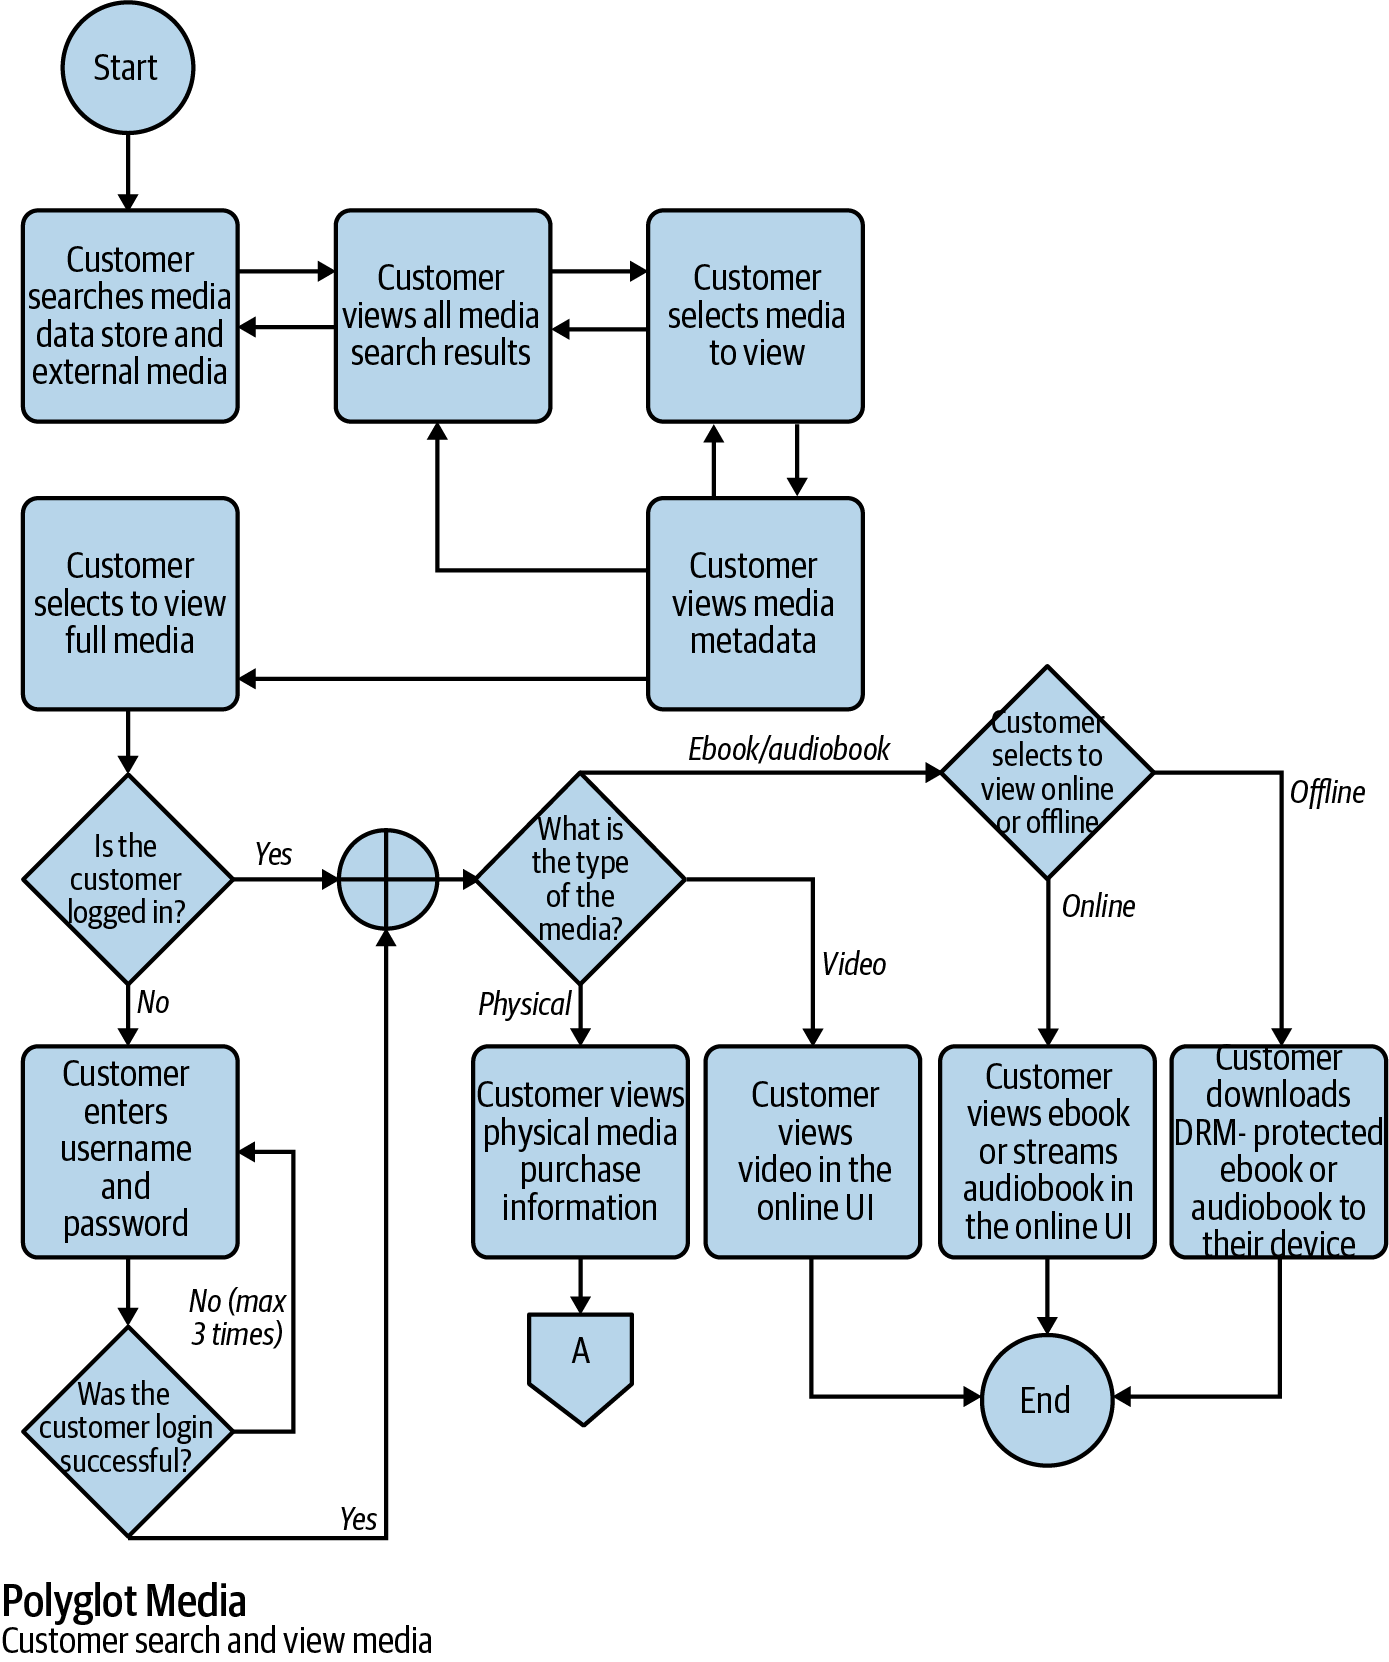 Start
Customer
searches media
data store and
external media
Customer
views all media
search results
Customer
selects media
to view
Customer
selects to view
full media
Customer
views media
metadata
Ebook/audiobook
Customer
selects to
view online
or offline
Offline
Online
Is the
customer
logged in?
Yes
No
What is
the type
of the
media?
Physical
Video
Customer
enters
username
and
password
Customer views
physical media
purchase
information
Customer
views
video in the
online UI
Customer
views ebook
or streams
audiobook in
the online UI
Customer
downloads
DRM- protected
ebook or
audiobook to
their device
No (max
3 times)
A
End
Was the
customer login
successful?
Yes
Polyglot Media
Customer search and view media